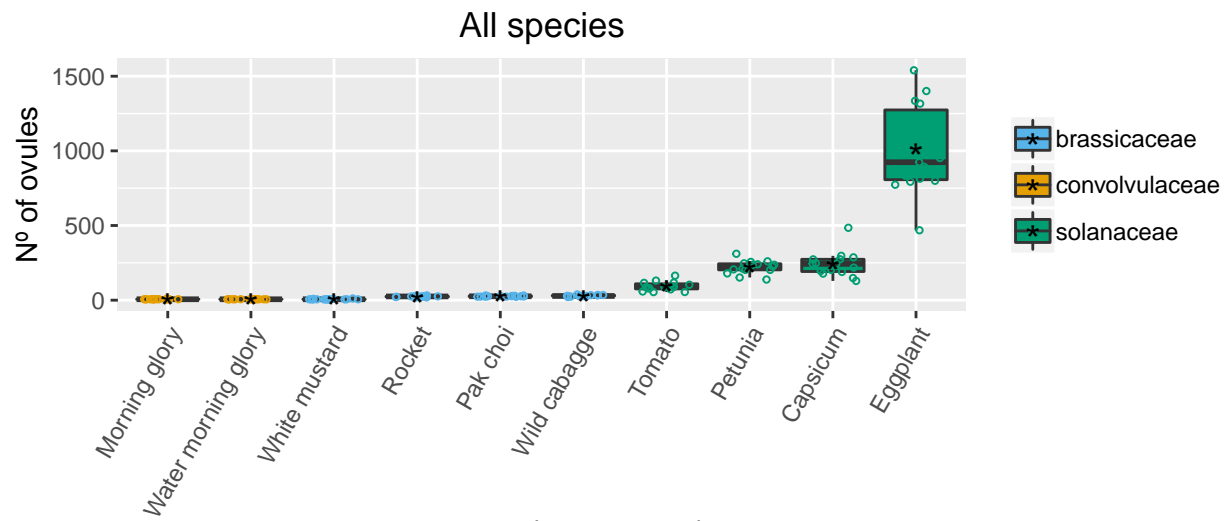 All species
Nº of ovules
1500
1000
500
0
Morning glory
Water morning glory
White mustard
Rocket
Pak choi
Wild cabagge
Tomato
Petunia
Capsicum
Eggplant
brassicaceae
convolvulaceae
solanaceae